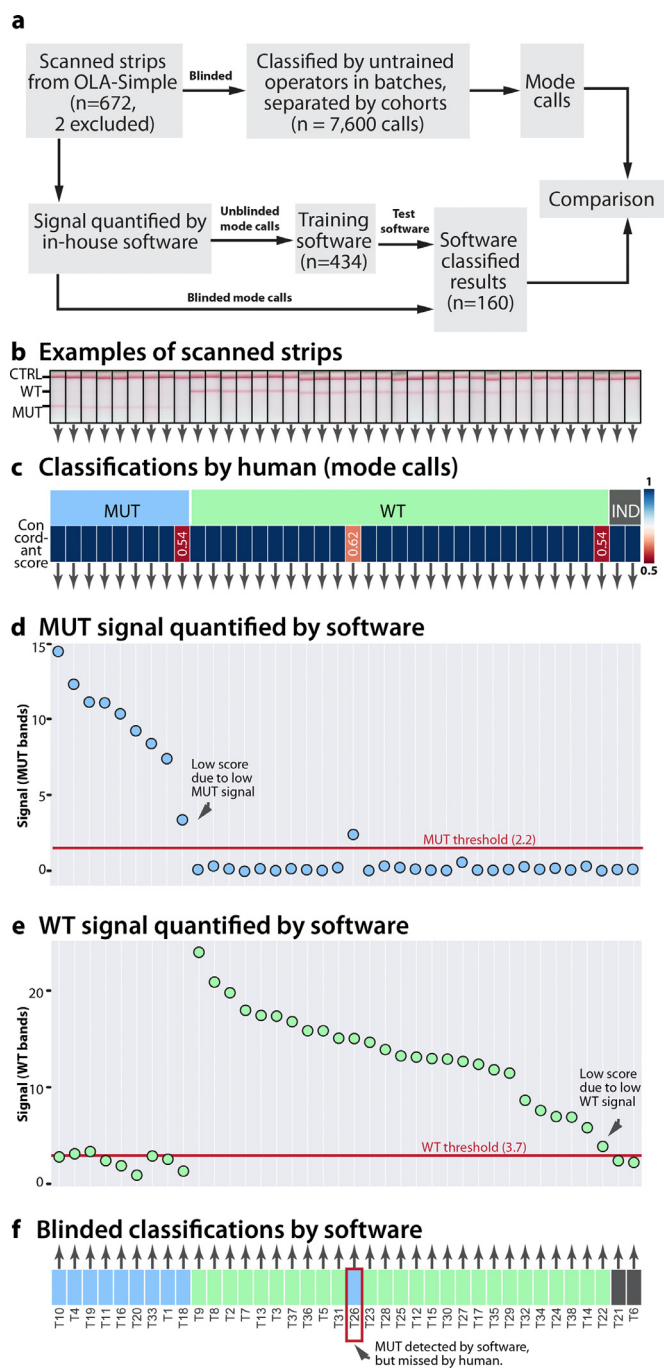 a
Scanned strips
from OLA-Simple
(n=672,
2 excluded)
Blinded
Classified by untrained
operators in batches,
separated by cohorts
(n = 7,600 calls)
Mode
calls
Comparison
Signal quantified by
in-house software
Unblinded
mode calls
Training
software
(n=434)
Test
software
Software
classified
results
(n=160)
Blinded mode calls
b Examples of scanned strips
CTRL
WT
MUT
c Classifications by human (mode calls)
MUT
WT
IND
1
0.5
Con
cord-
ant
score
0.54
0.62
0.54
d MUT signal quantified by software
Signal (MUT bands)
15
10
5
0
Low score
due to low
MUT signal
MUT threshold (2.2)
e WT signal quantified by software
Signal (WT bands)
20
10
0
Low score
due to low
WT signal
WT threshold (3.7)
f Blinded classifications by software
T10 T4 T19 T11 T16 T20 T33 T1 T18 T9 T8 T2 T7 T13 T3 T37 T36 T5 T31 T26 T23 T28 T25 T12 T15 T30 T27 T17 T35 T29 T32 T34 T24 T38 T14 T22 T21 T6
MUT detected by software,
but missed by human.